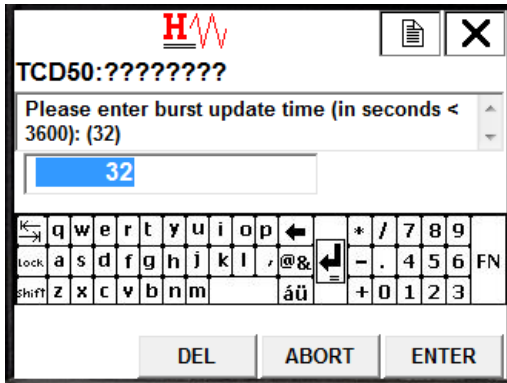 H
TCD50:????????
Please enter burst update time (in seconds <
3600): (32)
32
q w e r t y u i o p * / 7 8 9
Lock a s d f g h j k l , @& - . 4 5 6 FN
Shift z x c v b n m áü = + 0 1 2 3
DEL ABORT ENTER